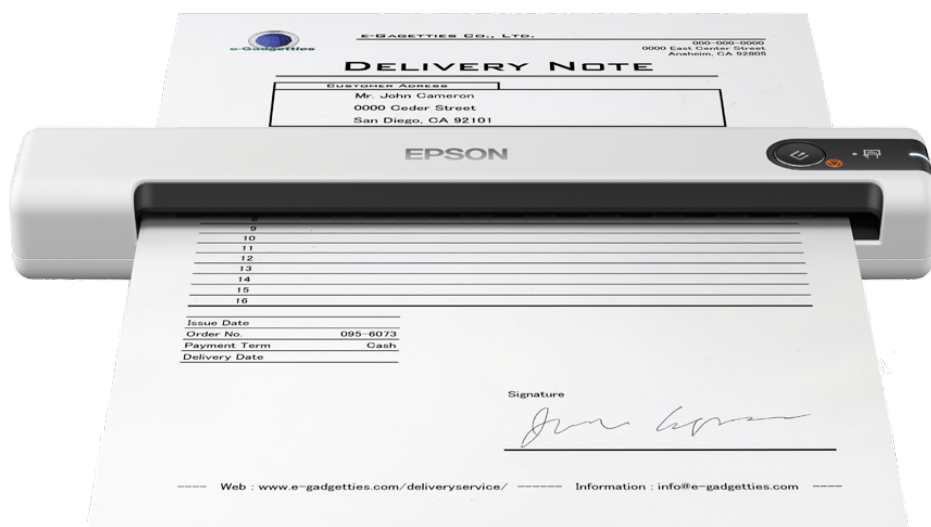 e-Gadgetties
E-GAGETTIES CO., LTD.
000-000-0000
0000 East Center Street
Anaheim, CA 92805
DELIVERY NOTE
CUSTOMER ADRESS
Mr. John Cameron
0000 Ceder Street
San Diego, CA 92101
EPSON
9
10
11
12
13
14
15
16
Issue Date
Order No. 095-6073
Payment Term Cash
Delivery Date
Signature
Web : www.e-gadgetties.com/deliveryservice/ Information : info@e-gadgetties.com